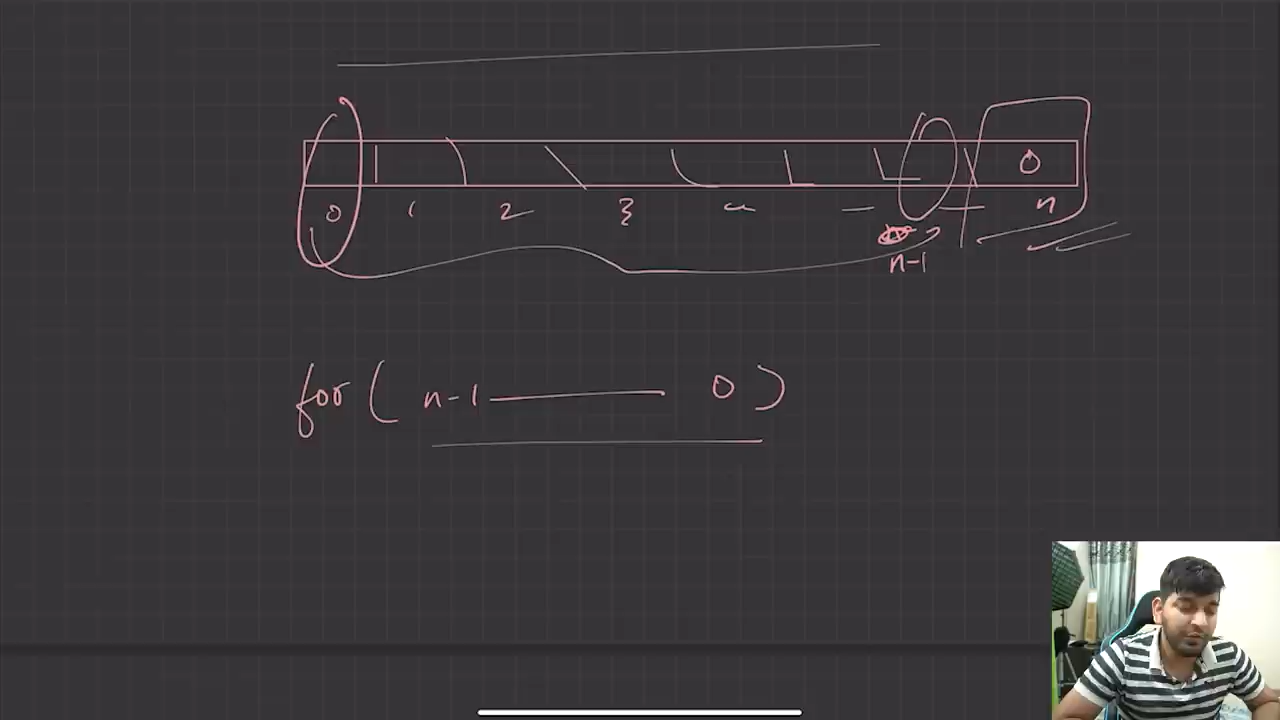 0
0 1 2 3 4 — — n
n-1
for ( n-1 —— 0 )